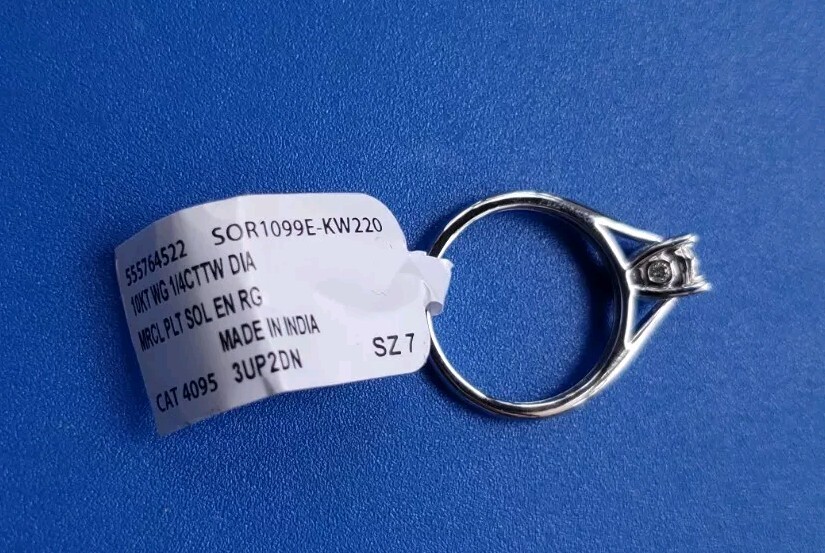 555764522 SOR1099E-KW220
10KT WG 1/4CTTW DIA
MRCL PLT SOL EN RG
MADE IN INDIA
CAT 4095 3UP2DN SZ 7